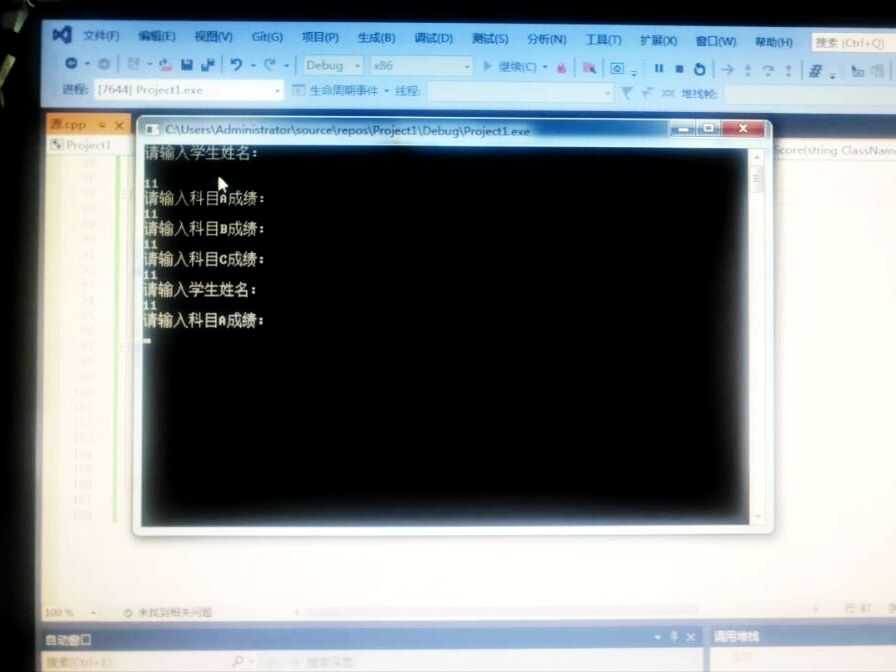 文件(F) 编辑(E) 视图(V) Git(G) 项目(P) 生成(B) 调试(D) 测试(S) 分析(N) 工具(T) 扩展(X) 窗口(W) 帮助(H) 搜索 (Ctrl+Q)
Debug x86 继续(C)
进程: [7644] Project1.exe 生命周期事件 线程: 堆栈帧:
源.cpp
C:\Users\Administrator\source\repos\Project1\Debug\Project1.exe
Project1
Score(string ClassName
请输入学生姓名:
11
请输入科目A成绩:
11
请输入科目B成绩:
11
请输入科目C成绩:
11
请输入学生姓名:
11
请输入科目A成绩:
100 % 未找到相关问题
自动窗口
调用堆栈
搜索(Ctrl+E) 搜索深度: